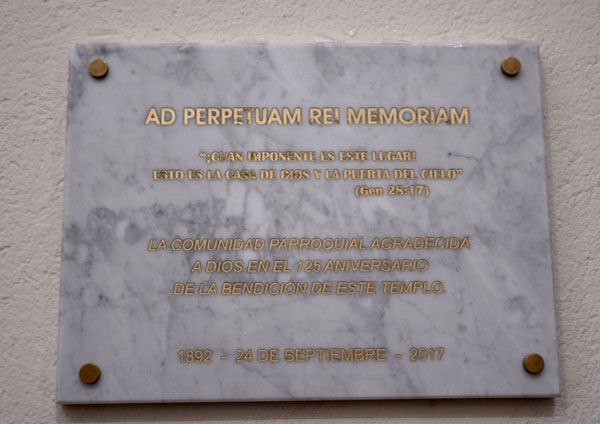 AD PERPETUAM REI MEMORIAM
"¡CUAN IMPONENTE ES ESTE LUGAR!
ESTO ES LA CASA DE DIOS Y LA PUERTA DEL CIELO"
(Gen 28:17)
LA COMUNIDAD PARROQUIAL AGRADECIDA
A DIOS EN EL 125 ANIVERSARIO
DE LA BENDICIÓN DE ESTE TEMPLO.
1892 - 24 DE SEPTIEMBRE - 2017